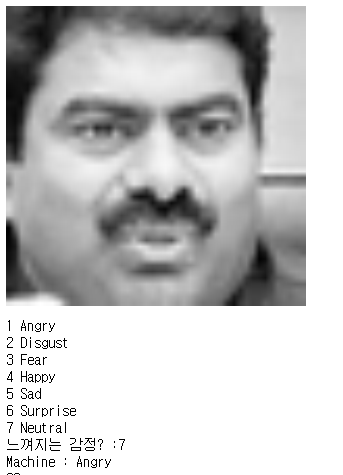 1 Angry
2 Disgust
3 Fear
4 Happy
5 Sad
6 Surprise
7 Neutral
느껴지는 감정? :7
Machine : Angry